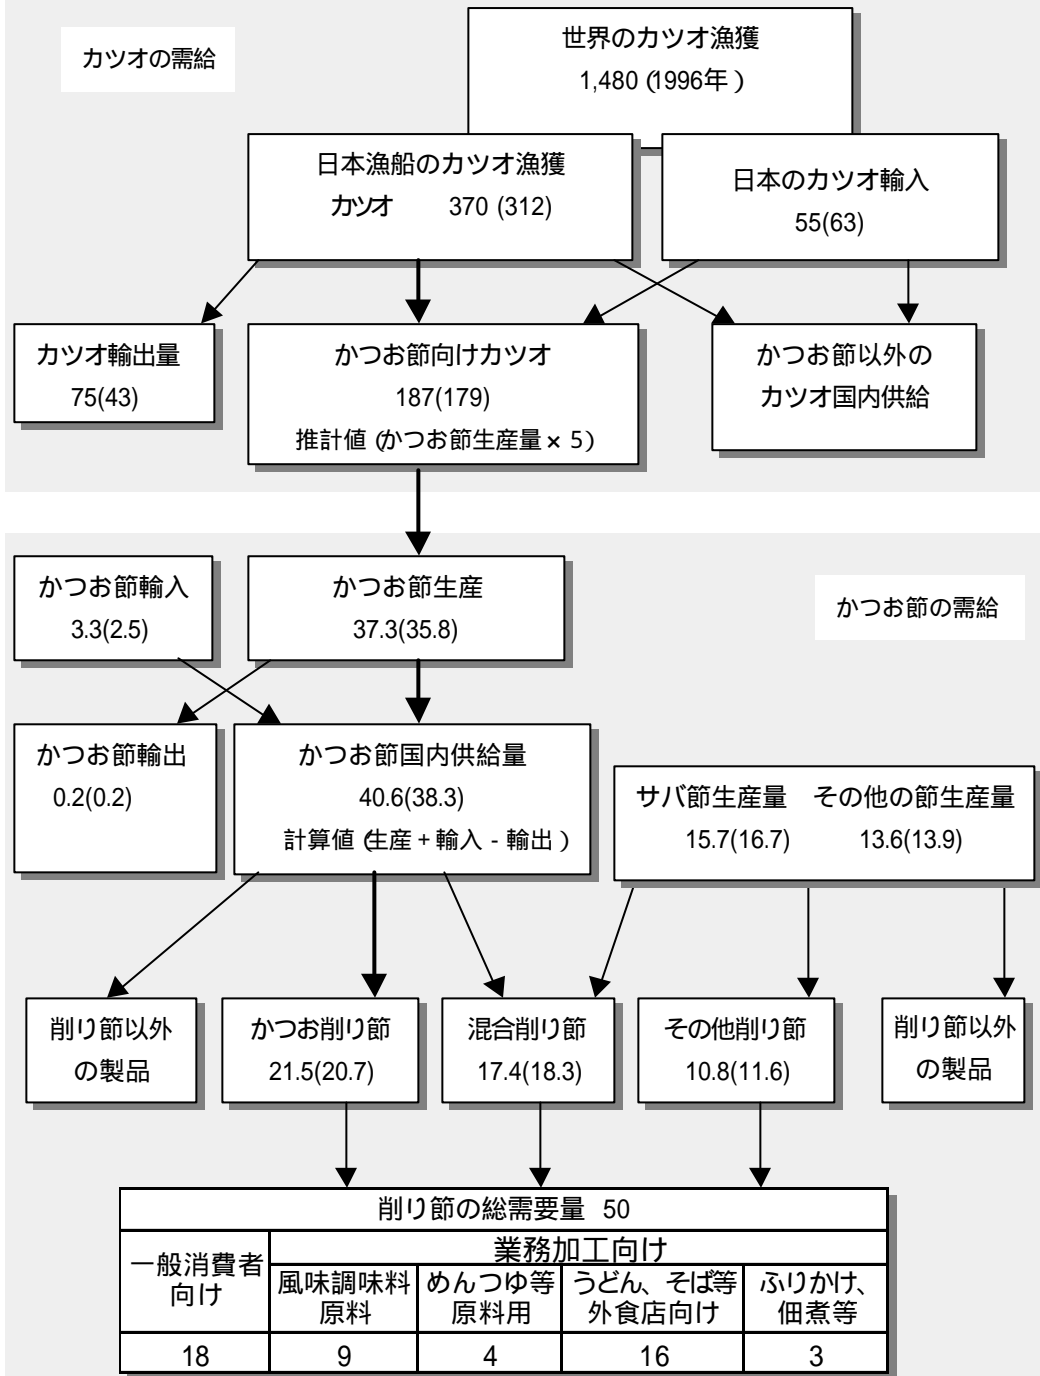 カツオの需給
世界のカツオ漁獲
1,480 (1996年 )
日本漁船のカツオ漁獲
カツオ 370 (312)
日本のカツオ輸入
55(63)
カツオ輸出量
75(43)
かつお節向けカツオ
187(179)
推計値 (かつお節生産量 × 5)
かつお節以外の
カツオ国内供給
かつお節輸入
3.3(2.5)
かつお節生産
37.3(35.8)
かつお節の需給
かつお節輸出
0.2(0.2)
かつお節国内供給量
40.6(38.3)
計算値 (生産 + 輸入 - 輸出 )
サバ節生産量 その他の節生産量
15.7(16.7) 13.6(13.9)
削り節以外
の製品
かつお削り節
21.5(20.7)
混合削り節
17.4(18.3)
その他削り節
10.8(11.6)
削り節以外
の製品
削り節の総需要量 50
一般消費者
向け
業務加工向け
風味調味料
原料
めんつゆ等
原料用
うどん、そば等
外食店向け
ふりかけ、
佃煮等
18 9 4 16 3